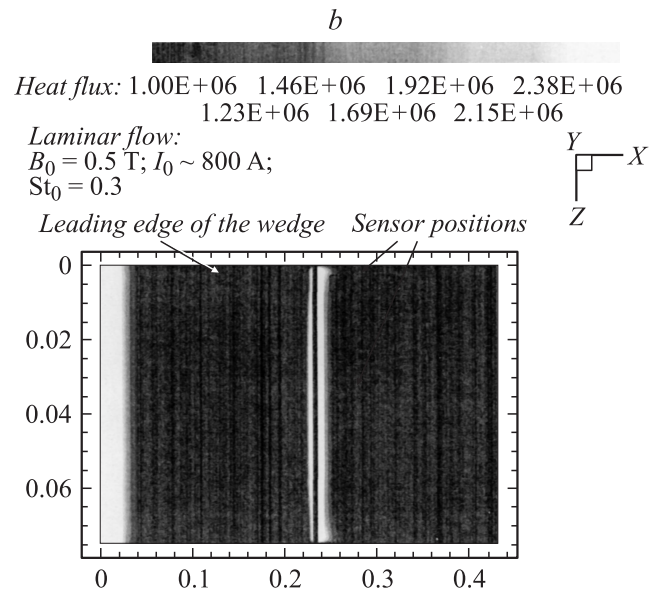 b
Heat flux: 1.00E+06 1.46E+06 1.92E+06 2.38E+06
1.23E+06 1.69E+06 2.15E+06
Laminar flow:
B₀ = 0.5 T; I₀ ~ 800 A;
St₀ = 0.3
Y
X
Z
Leading edge of the wedge Sensor positions
0
0.02
0.04
0.06
0 0.1 0.2 0.3 0.4